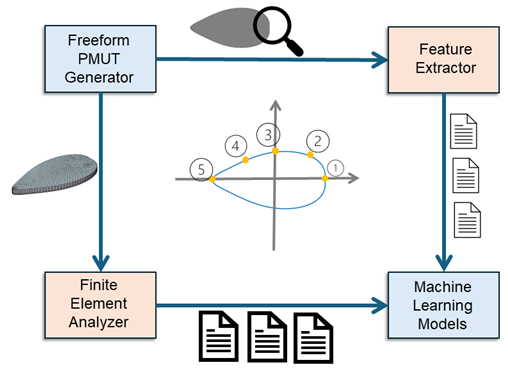 Freeform
PMUT
Generator
Feature
Extractor
3
2
4
5
1
Finite
Element
Analyzer
Machine
Learning
Models